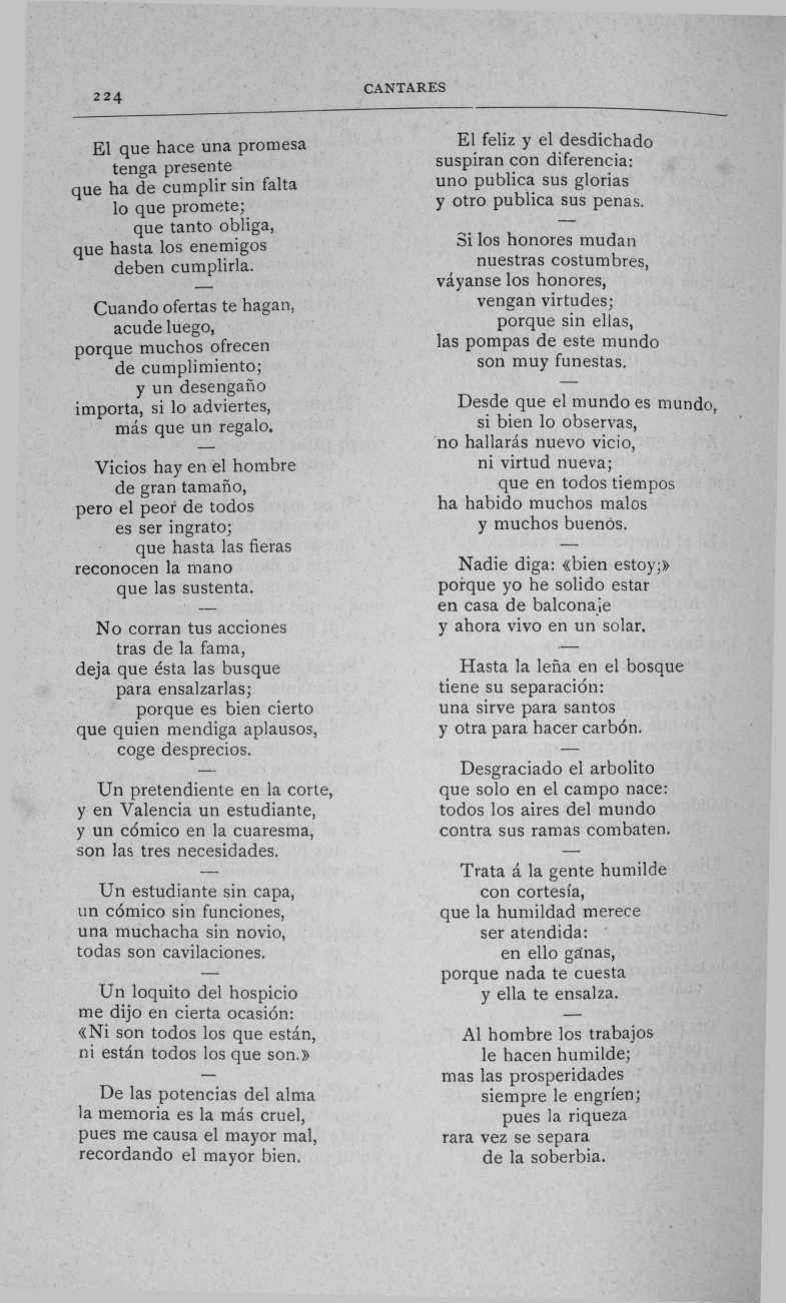 224
CANTARES
El que hace una promesa
tenga presente
que ha de cumplir sin falta
lo que promete;
que tanto obliga,
que hasta los enemigos
deben cumplirla.
—
Cuando ofertas te hagan,
acude luego,
porque muchos ofrecen
de cumplimiento;
y un desengaño
importa, si lo adviertes,
más que un regalo.
—
Vicios hay en el hombre
de gran tamaño,
pero el peor de todos
es ser ingrato;
que hasta las fieras
reconocen la mano
que las sustenta.
—
No corran tus acciones
tras de la fama,
deja que ésta las busque
para ensalzarlas;
porque es bien cierto
que quien mendiga aplausos,
coge desprecios.
—
Un pretendiente en la corte,
y en Valencia un estudiante,
y un cómico en la cuaresma,
son las tres necesidades.
—
Un estudiante sin capa,
un cómico sin funciones,
una muchacha sin novio,
todas son cavilaciones.
—
Un loquito del hospicio
me dijo en cierta ocasión:
«Ni son todos los que están,
ni están todos los que son.»
—
De las potencias del alma
la memoria es la más cruel,
pues me causa el mayor mal,
recordando el mayor bien.
El feliz y el desdichado
suspiran con diferencia:
uno publica sus glorias
y otro publica sus penas.
—
Si los honores mudan
nuestras costumbres,
váyanse los honores,
vengan virtudes;
porque sin ellas,
las pompas de este mundo
son muy funestas.
—
Desde que el mundo es mundo,
si bien lo observas,
no hallarás nuevo vicio,
ni virtud nueva;
que en todos tiempos
ha habido muchos malos
y muchos buenos.
—
Nadie diga: «bien estoy;»
porque yo he solido estar
en casa de balconaje
y ahora vivo en un solar.
—
Hasta la leña en el bosque
tiene su separación:
una sirve para santos
y otra para hacer carbón.
—
Desgraciado el arbolito
que solo en el campo nace:
todos los aires del mundo
contra sus ramas combaten.
—
Trata á la gente humilde
con cortesía,
que la humildad merece
ser atendida:
en ello ganas,
porque nada te cuesta
y ella te ensalza.
—
Al hombre los trabajos
le hacen humilde;
mas las prosperidades
siempre le engríen;
pues la riqueza
rara vez se separa
de la soberbia.